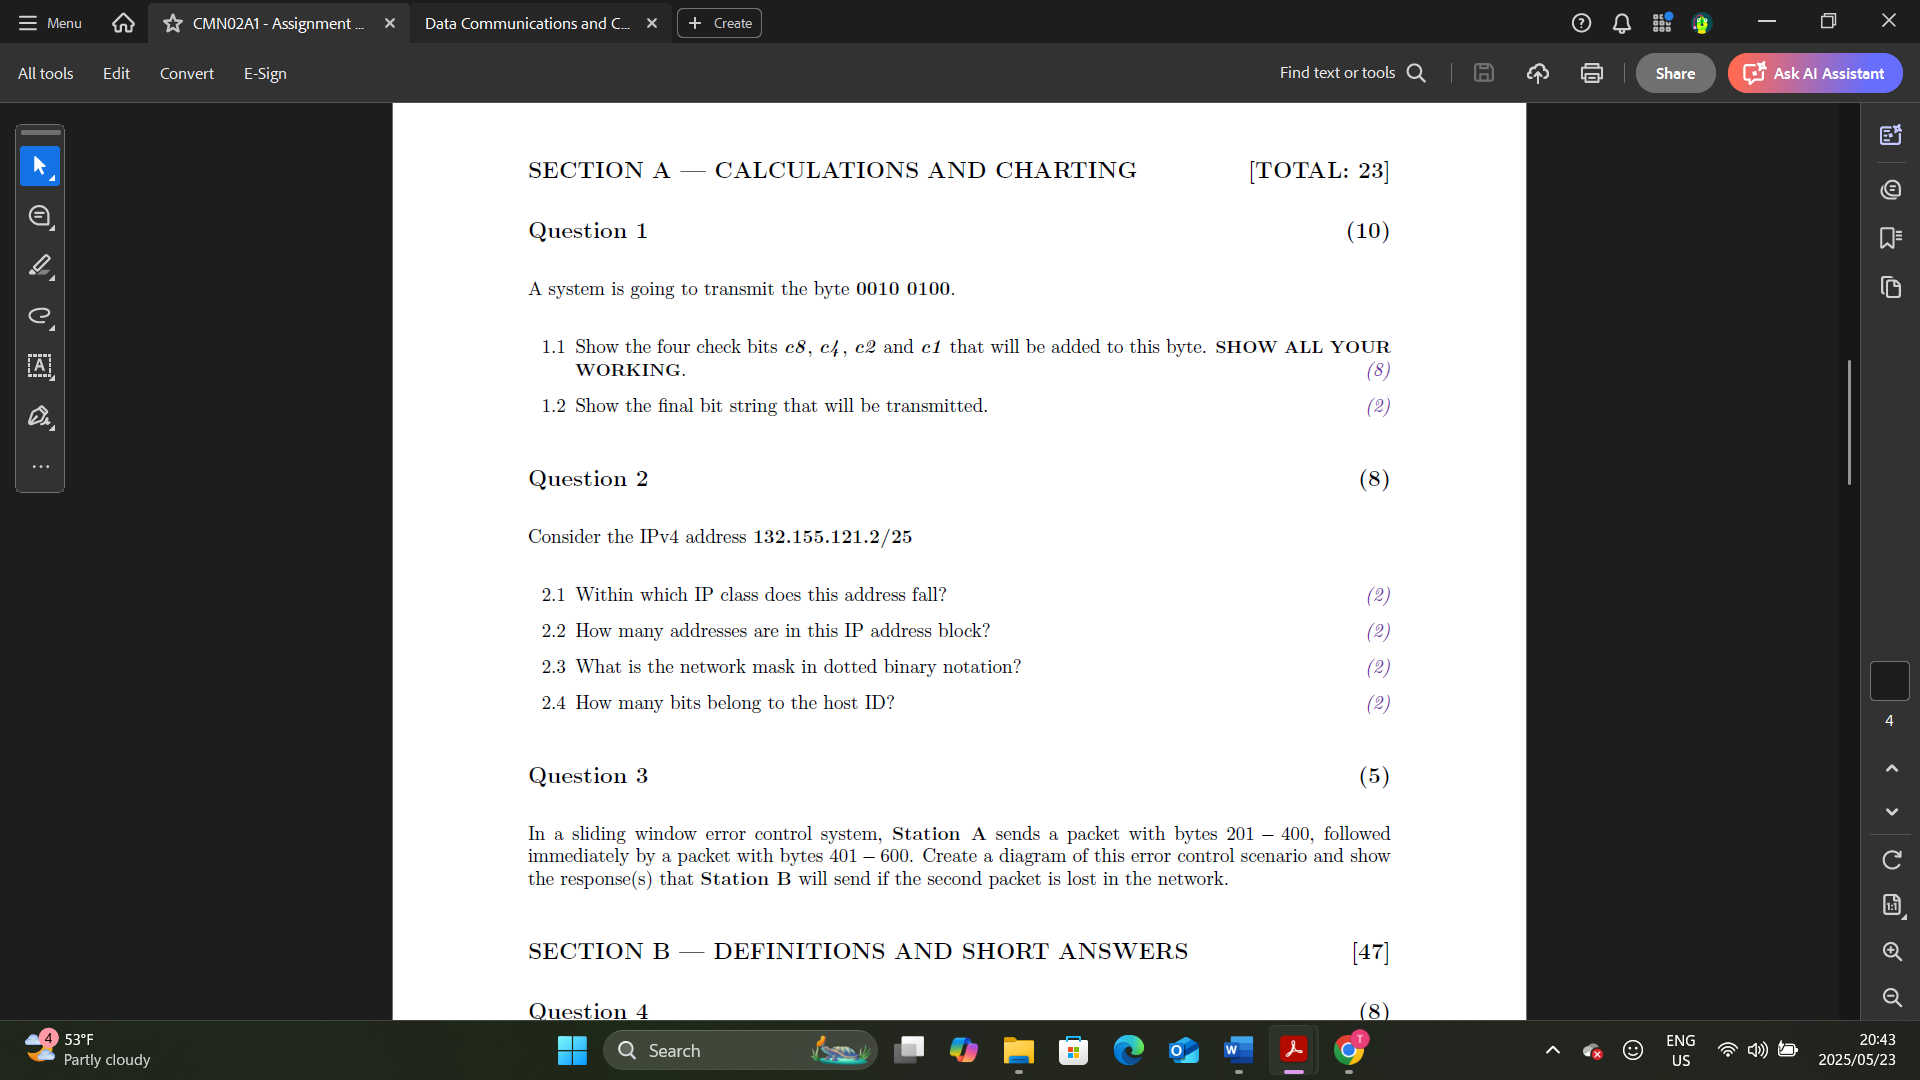 Menu
CMN02A1 - Assignment ...
Data Communications and C...
Create
All tools
Edit
Convert
E-Sign
Find text or tools
Share
Ask AI Assistant
SECTION A — CALCULATIONS AND CHARTING [TOTAL: 23]
Question 1 (10)
A system is going to transmit the byte 0010 0100.
1.1 Show the four check bits c8, c4, c2 and c1 that will be added to this byte. SHOW ALL YOUR
WORKING. (8)
1.2 Show the final bit string that will be transmitted. (2)
Question 2 (8)
Consider the IPv4 address 132.155.121.2/25
2.1 Within which IP class does this address fall? (2)
2.2 How many addresses are in this IP address block? (2)
2.3 What is the network mask in dotted binary notation? (2)
2.4 How many bits belong to the host ID? (2)
Question 3 (5)
In a sliding window error control system, Station A sends a packet with bytes 201 – 400, followed
immediately by a packet with bytes 401 – 600. Create a diagram of this error control scenario and show
the response(s) that Station B will send if the second packet is lost in the network.
SECTION B — DEFINITIONS AND SHORT ANSWERS [47]
Question 4 (8)
4
1:1
4
53°F
Partly cloudy
Search
T
ENG
US
20:43
2025/05/23